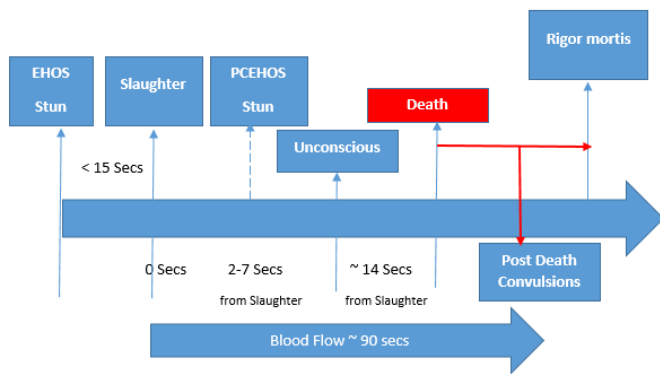 Rigor mortis
EHOS
Stun
Slaughter
PCEHOS
Stun
Death
Unconscious
< 15 Secs
0 Secs
2-7 Secs
from Slaughter
~ 14 Secs
from Slaughter
Post Death
Convulsions
Blood Flow ~ 90 secs